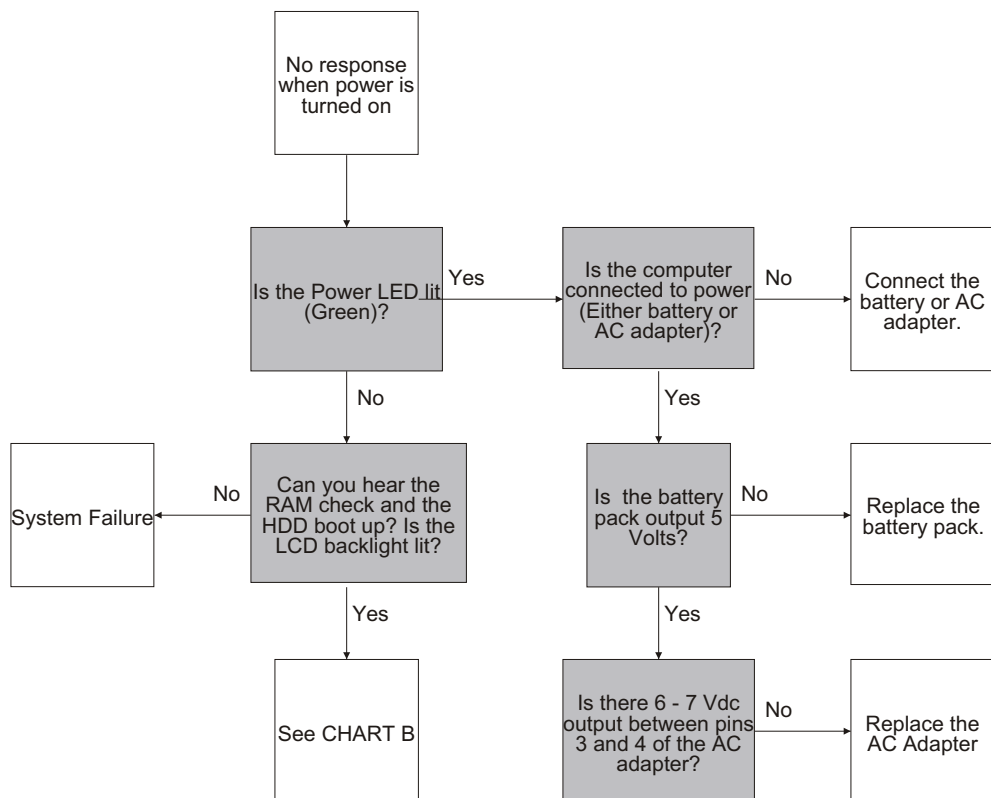 No response
when power is
turned on
Is the Power LED lit
(Green)?
Yes
Is the computer
connected to power
(Either battery or
AC adapter)?
No
Connect the
battery or AC
adapter.
No
Yes
System Failure
No
Can you hear the
RAM check and the
HDD boot up? Is the
LCD backlight lit?
Is the battery
pack output 5
Volts?
No
Replace the
battery pack.
Yes
Yes
See CHART B
Is there 6 - 7 Vdc
output between pins
3 and 4 of the AC
adapter?
No
Replace the
AC Adapter